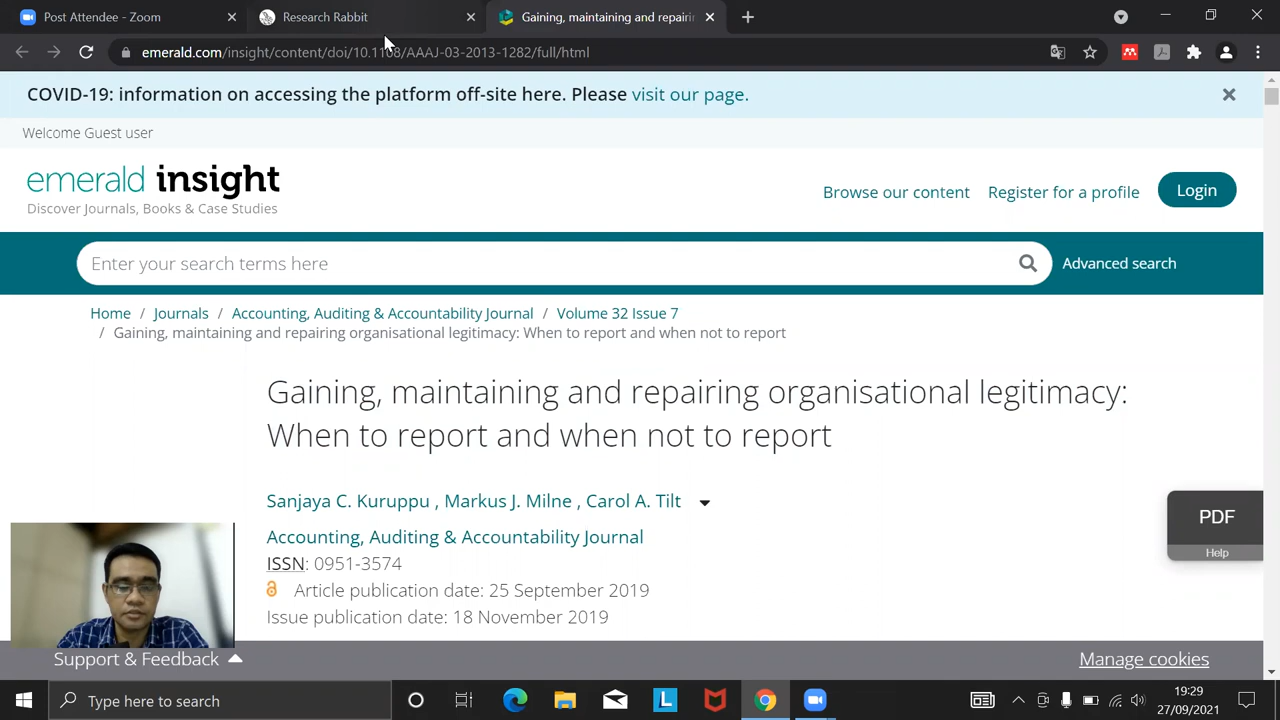 Post Attendee - Zoom
Research Rabbit
Gaining, maintaining and repairin
emerald.com/insight/content/doi/10.1108/AAAJ-03-2013-1282/full/html
COVID-19: information on accessing the platform off-site here. Please visit our page.
Welcome Guest user
emerald insight
Discover Journals, Books & Case Studies
Browse our content
Register for a profile
Login
Enter your search terms here
Advanced search
Home / Journals / Accounting, Auditing & Accountability Journal / Volume 32 Issue 7
/ Gaining, maintaining and repairing organisational legitimacy: When to report and when not to report
Gaining, maintaining and repairing organisational legitimacy:
When to report and when not to report
Sanjaya C. Kuruppu , Markus J. Milne , Carol A. Tilt
Accounting, Auditing & Accountability Journal
ISSN: 0951-3574
Article publication date: 25 September 2019
Issue publication date: 18 November 2019
PDF
Help
Support & Feedback
Manage cookies
Type here to search
L
19:29
27/09/2021